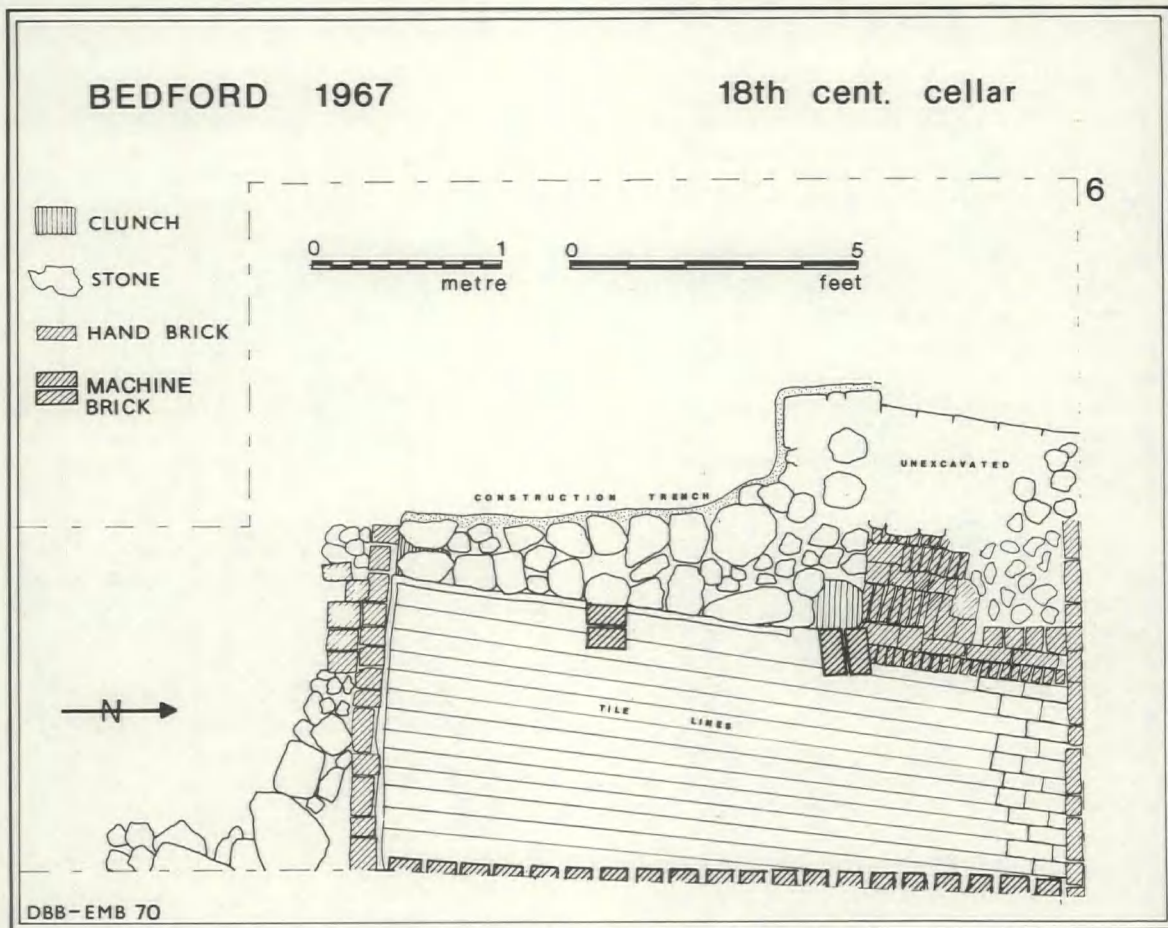 BEDFORD 1967
18th cent. cellar
6
CLUNCH
STONE
HAND BRICK
MACHINE
BRICK
0 1
metre
0 5
feet
UNEXCAVATED
CONSTRUCTION TRENCH
N
TILE LINES
DBB-EMB 70